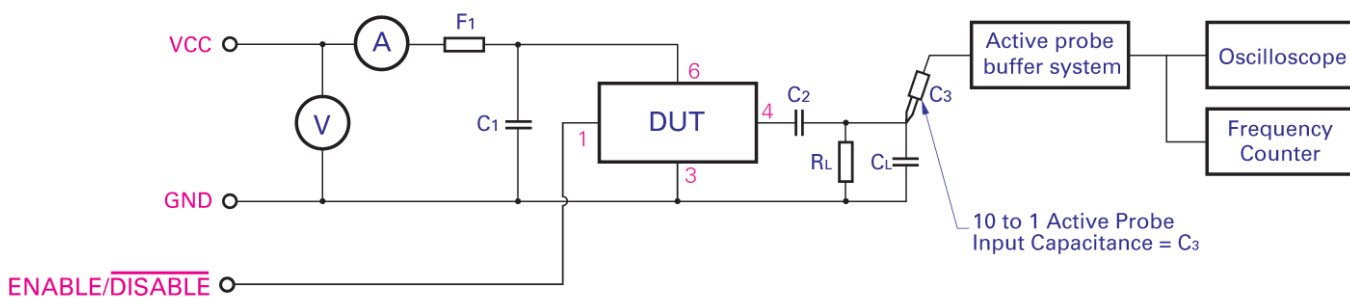 VCC
V
A
F1
C1
6
DUT
1
4
3
C2
RL
CL
C3
Active probe
buffer system
Oscilloscope
Frequency
Counter
GND
10 to 1 Active Probe
Input Capacitance = C3
ENABLE/DISABLE